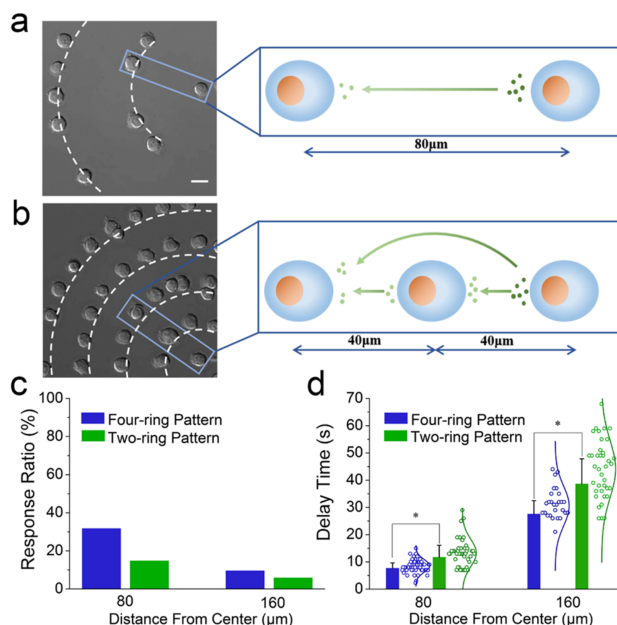 a
80μm
b
40μm
40μm
c
Response Ratio (%)
100
80
60
40
20
0
Four-ring Pattern
Two-ring Pattern
80
160
Distance From Center (μm)
d
Delay Time (s)
70
60
50
40
30
20
10
0
Four-ring Pattern
Two-ring Pattern
*
*
80
160
Distance From Center (μm)